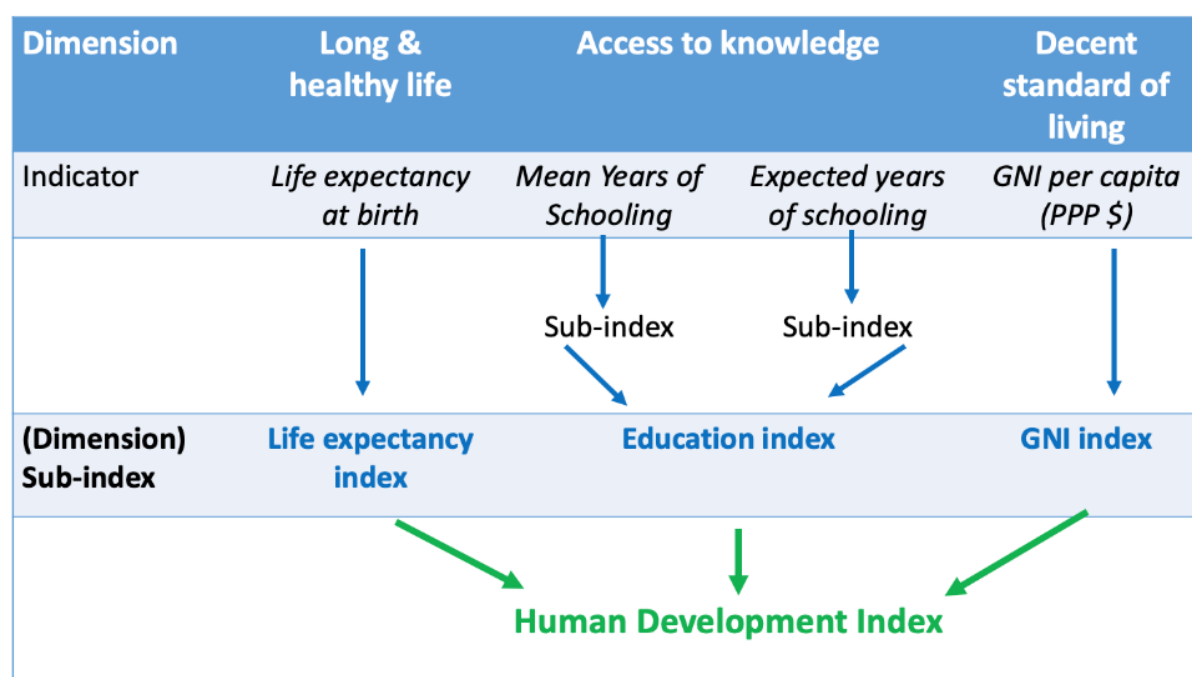 Dimension
Long &
healthy life
Access to knowledge
Decent
standard of
living
Indicator
Life expectancy
at birth
Mean Years of
Schooling
Expected years
of schooling
GNI per capita
(PPP $)
Sub-index
Sub-index
(Dimension)
Sub-index
Life expectancy
index
Education index
GNI index
Human Development Index